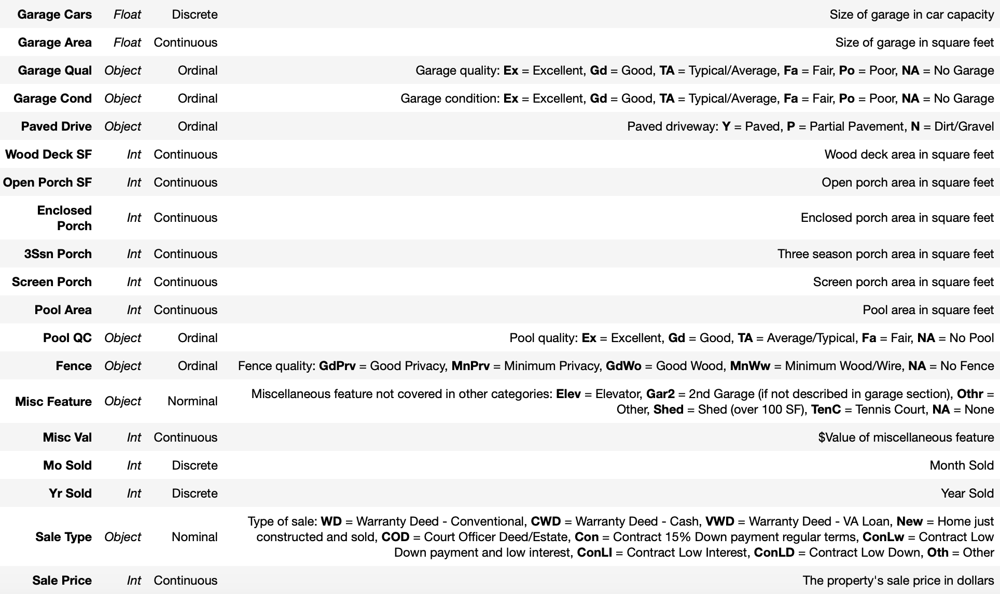 Garage Cars Float Discrete Size of garage in car capacity
Garage Area Float Continuous Size of garage in square feet
Garage Qual Object Ordinal Garage quality: Ex = Excellent, Gd = Good, TA = Typical/Average, Fa = Fair, Po = Poor, NA = No Garage
Garage Cond Object Ordinal Garage condition: Ex = Excellent, Gd = Good, TA = Typical/Average, Fa = Fair, Po = Poor, NA = No Garage
Paved Drive Object Ordinal Paved driveway: Y = Paved, P = Partial Pavement, N = Dirt/Gravel
Wood Deck SF Int Continuous Wood deck area in square feet
Open Porch SF Int Continuous Open porch area in square feet
Enclosed
Porch Int Continuous Enclosed porch area in square feet
3Ssn Porch Int Continuous Three season porch area in square feet
Screen Porch Int Continuous Screen porch area in square feet
Pool Area Int Continuous Pool area in square feet
Pool QC Object Ordinal Pool quality: Ex = Excellent, Gd = Good, TA = Average/Typical, Fa = Fair, NA = No Pool
Fence Object Ordinal Fence quality: GdPrv = Good Privacy, MnPrv = Minimum Privacy, GdWo = Good Wood, MnWw = Minimum Wood/Wire, NA = No Fence
Misc Feature Object Norminal Miscellaneous feature not covered in other categories: Elev = Elevator, Gar2 = 2nd Garage (if not described in garage section), Othr =
Other, Shed = Shed (over 100 SF), TenC = Tennis Court, NA = None
Misc Val Int Continuous $Value of miscellaneous feature
Mo Sold Int Discrete Month Sold
Yr Sold Int Discrete Year Sold
Sale Type Object Nominal Type of sale: WD = Warranty Deed - Conventional, CWD = Warranty Deed - Cash, VWD = Warranty Deed - VA Loan, New = Home just
constructed and sold, COD = Court Officer Deed/Estate, Con = Contract 15% Down payment regular terms, ConLw = Contract Low
Down payment and low interest, ConLI = Contract Low Interest, ConLD = Contract Low Down, Oth = Other
Sale Price Int Continuous The property's sale price in dollars